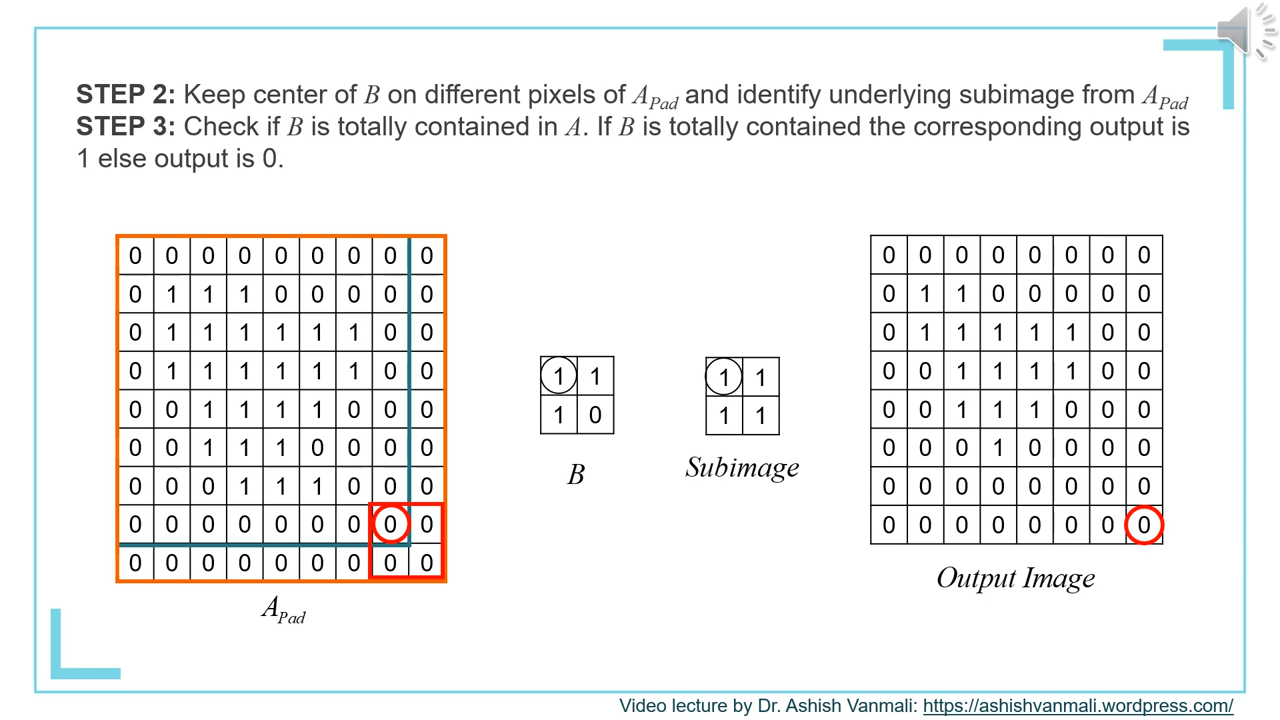 STEP 2: Keep center of B on different pixels of A_Pad and identify underlying subimage from A_Pad
STEP 3: Check if B is totally contained in A. If B is totally contained the corresponding output is
1 else output is 0.
0 0 0 0 0 0 0 0 0
0 1 1 1 0 0 0 0 0
0 1 1 1 1 1 1 0 0
0 1 1 1 1 1 1 0 0
0 0 1 1 1 1 0 0 0
0 0 1 1 1 0 0 0 0
0 0 0 1 1 1 0 0 0
0 0 0 0 0 0 0 0 0
0 0 0 0 0 0 0 0 0
A_Pad
1 1
1 0
B
1 1
1 1
Subimage
0 0 0 0 0 0 0 0
0 1 1 0 0 0 0 0
0 1 1 1 1 1 0 0
0 0 1 1 1 1 0 0
0 0 1 1 1 0 0 0
0 0 0 1 0 0 0 0
0 0 0 0 0 0 0 0
0 0 0 0 0 0 0 0
Output Image
Video lecture by Dr. Ashish Vanmali: https://ashishvanmali.wordpress.com/